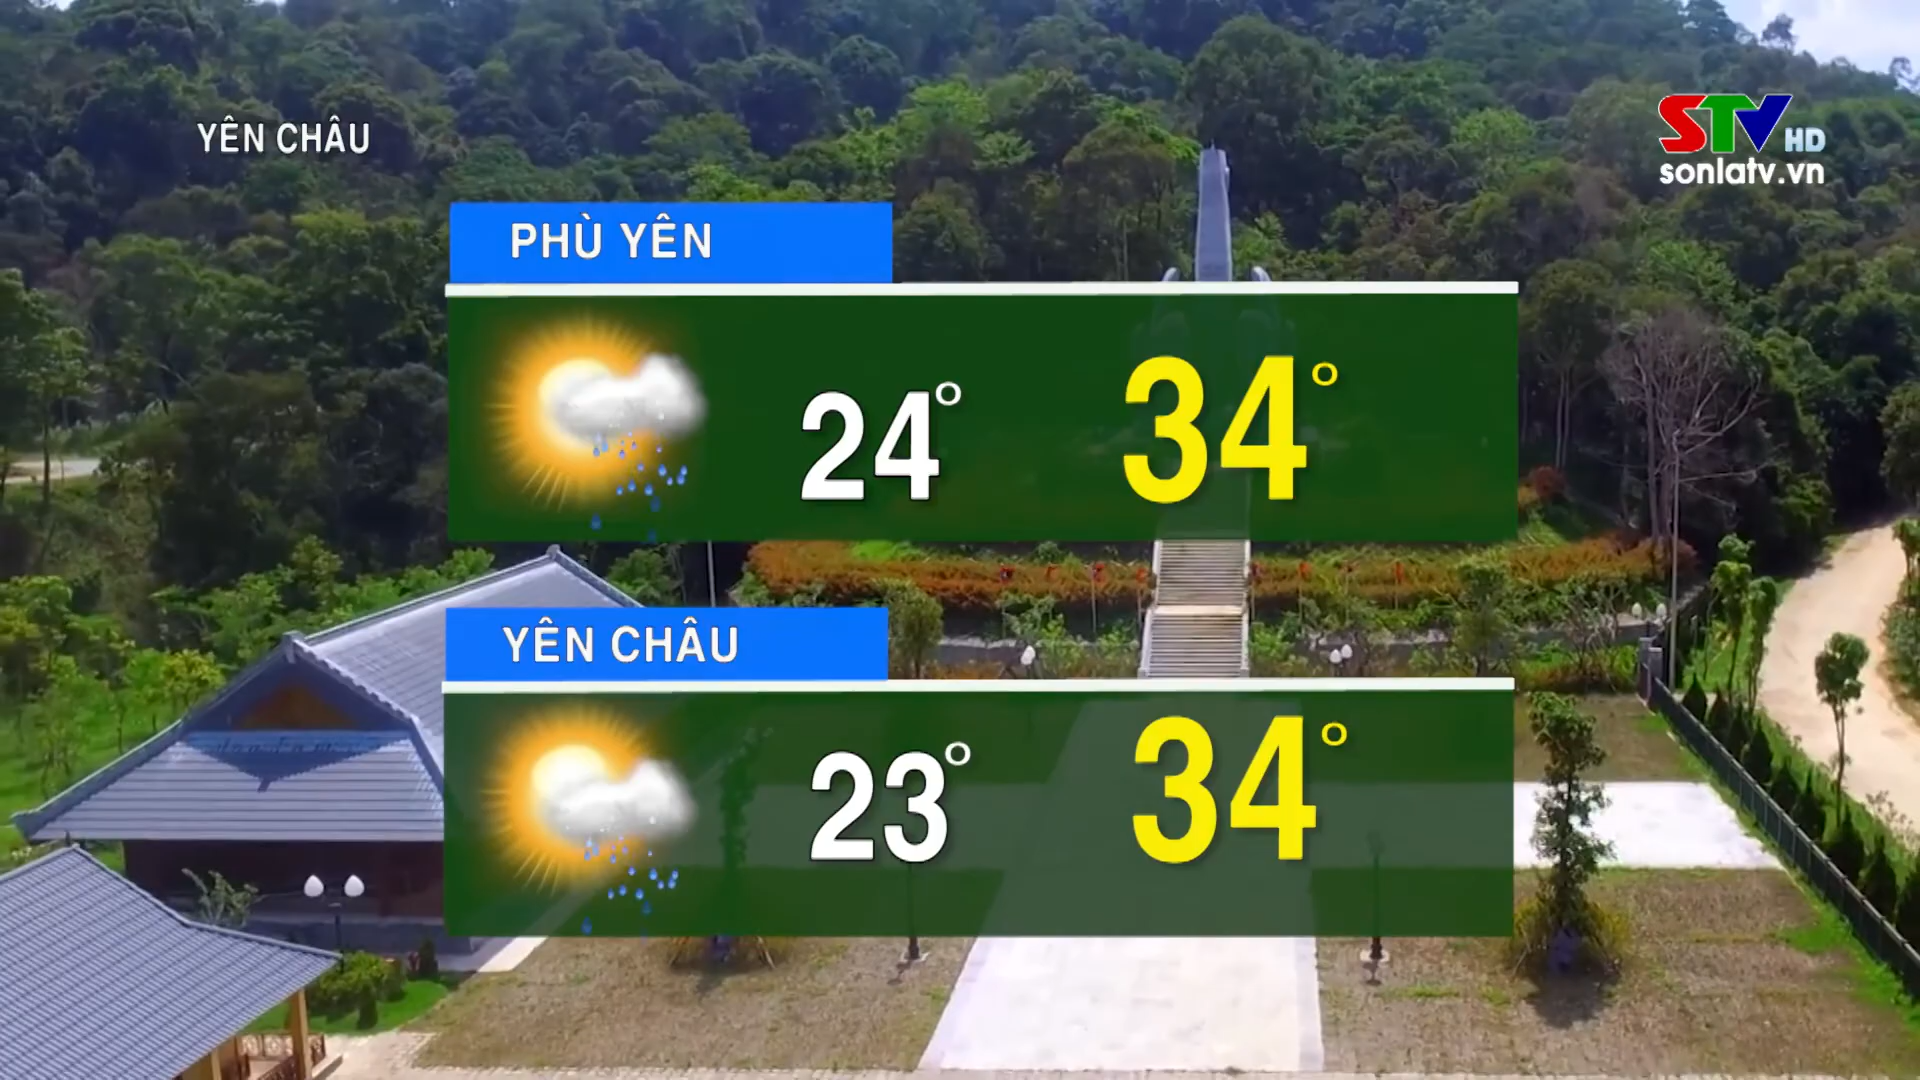 YÊN CHÂU
STV HD
sonlatv.vn
PHÙ YÊN
24° 34°
YÊN CHÂU
23° 34°